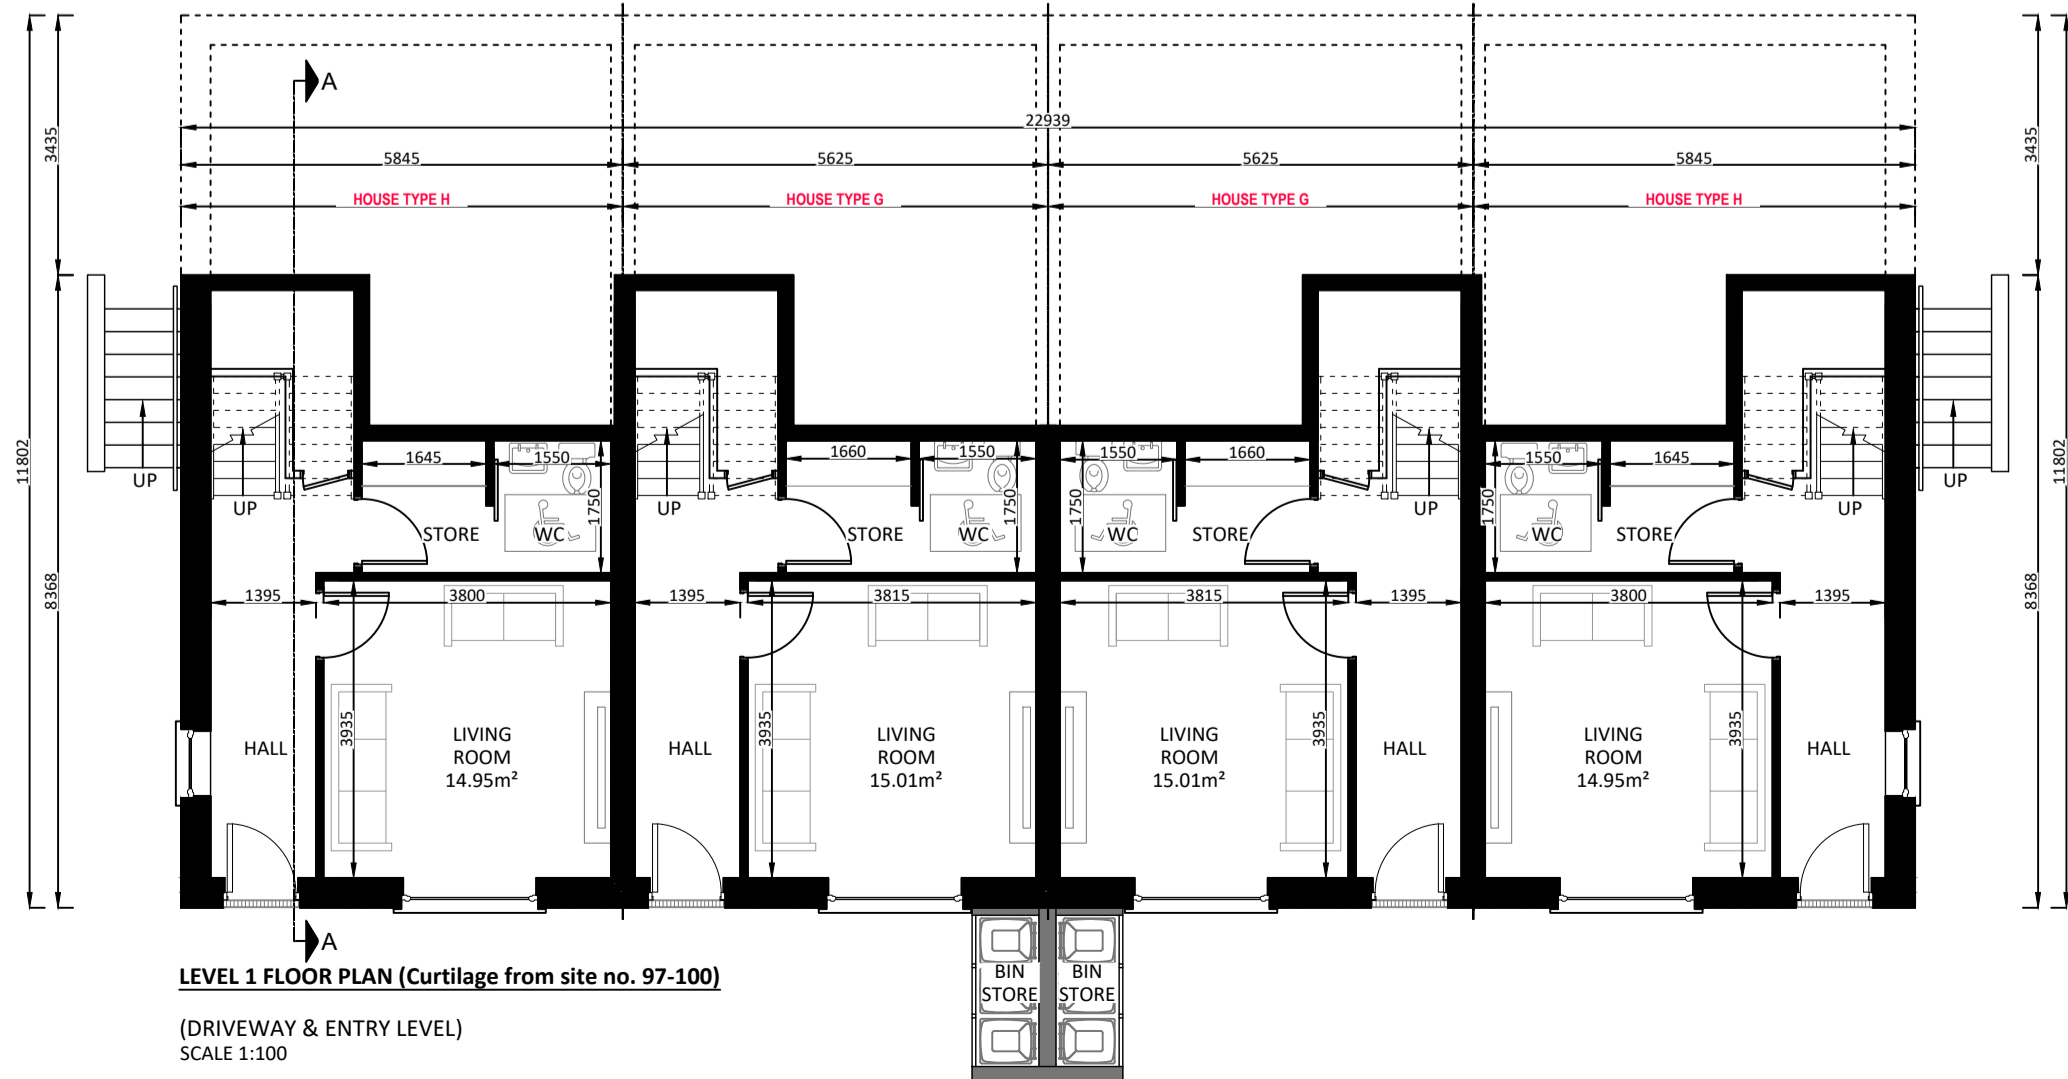 A
22939
5845
5625
5625
5845
HOUSE TYPE H
HOUSE TYPE G
HOUSE TYPE G
HOUSE TYPE H
3435
3435
11802
8368
8368
11802
UP
UP
UP
UP
UP
UP
1645
1550
1660
1550
1550
1660
1550
1645
1750
1750
1750
1750
STORE
WC
STORE
WC
WC
STORE
WC
STORE
1395
3800
1395
3815
3815
1395
3800
1395
3935
3935
3935
3935
HALL
LIVING
ROOM
14.95m²
HALL
LIVING
ROOM
15.01m²
LIVING
ROOM
15.01m²
HALL
LIVING
ROOM
14.95m²
HALL
A
BIN
STORE
BIN
STORE
LEVEL 1 FLOOR PLAN (Curtilage from site no. 97-100)
(DRIVEWAY & ENTRY LEVEL)
SCALE 1:100